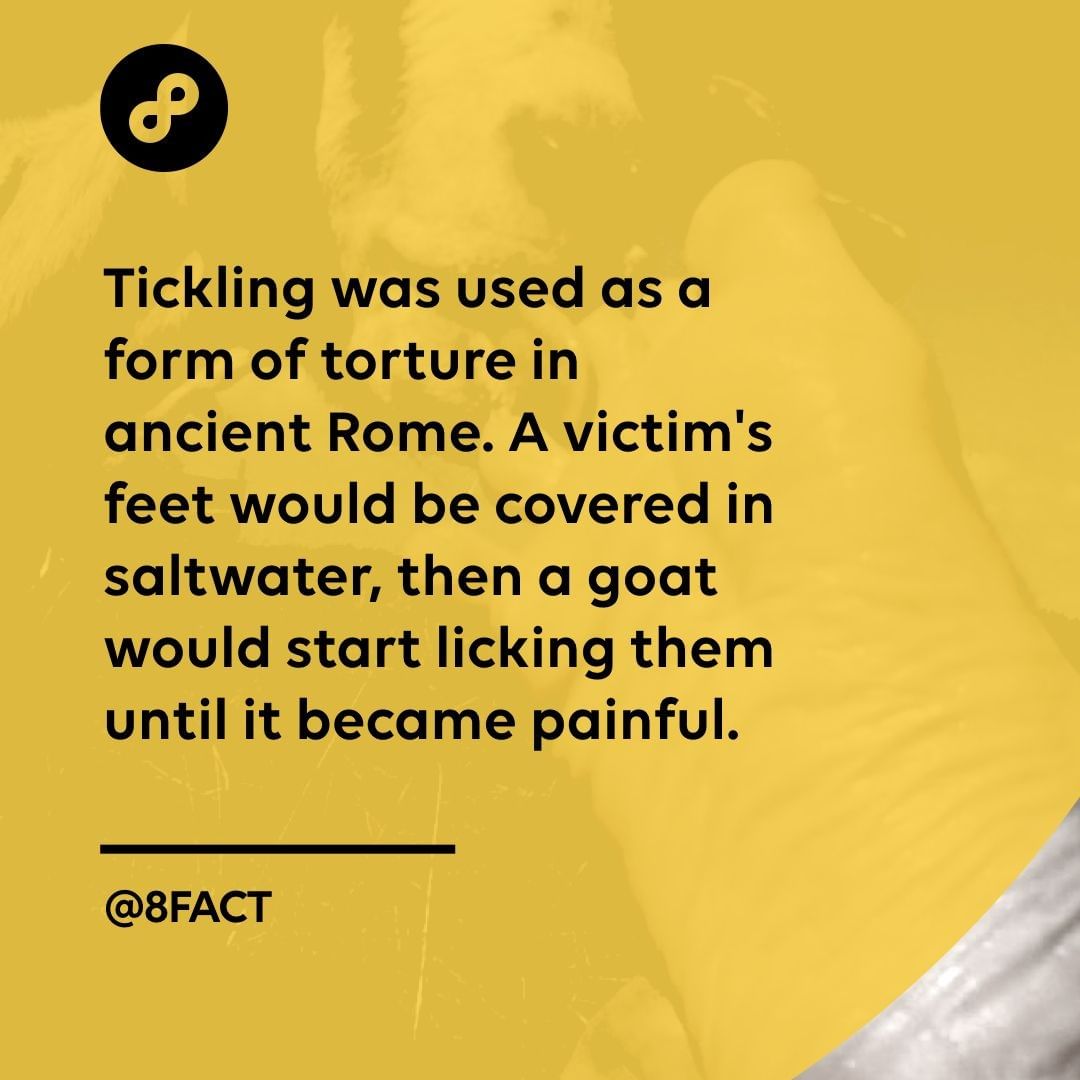 Tickling was used as a
form of torture in
ancient Rome. A victim's
feet would be covered in
saltwater, then a goat
would start licking them
until it became painful.
@8FACT